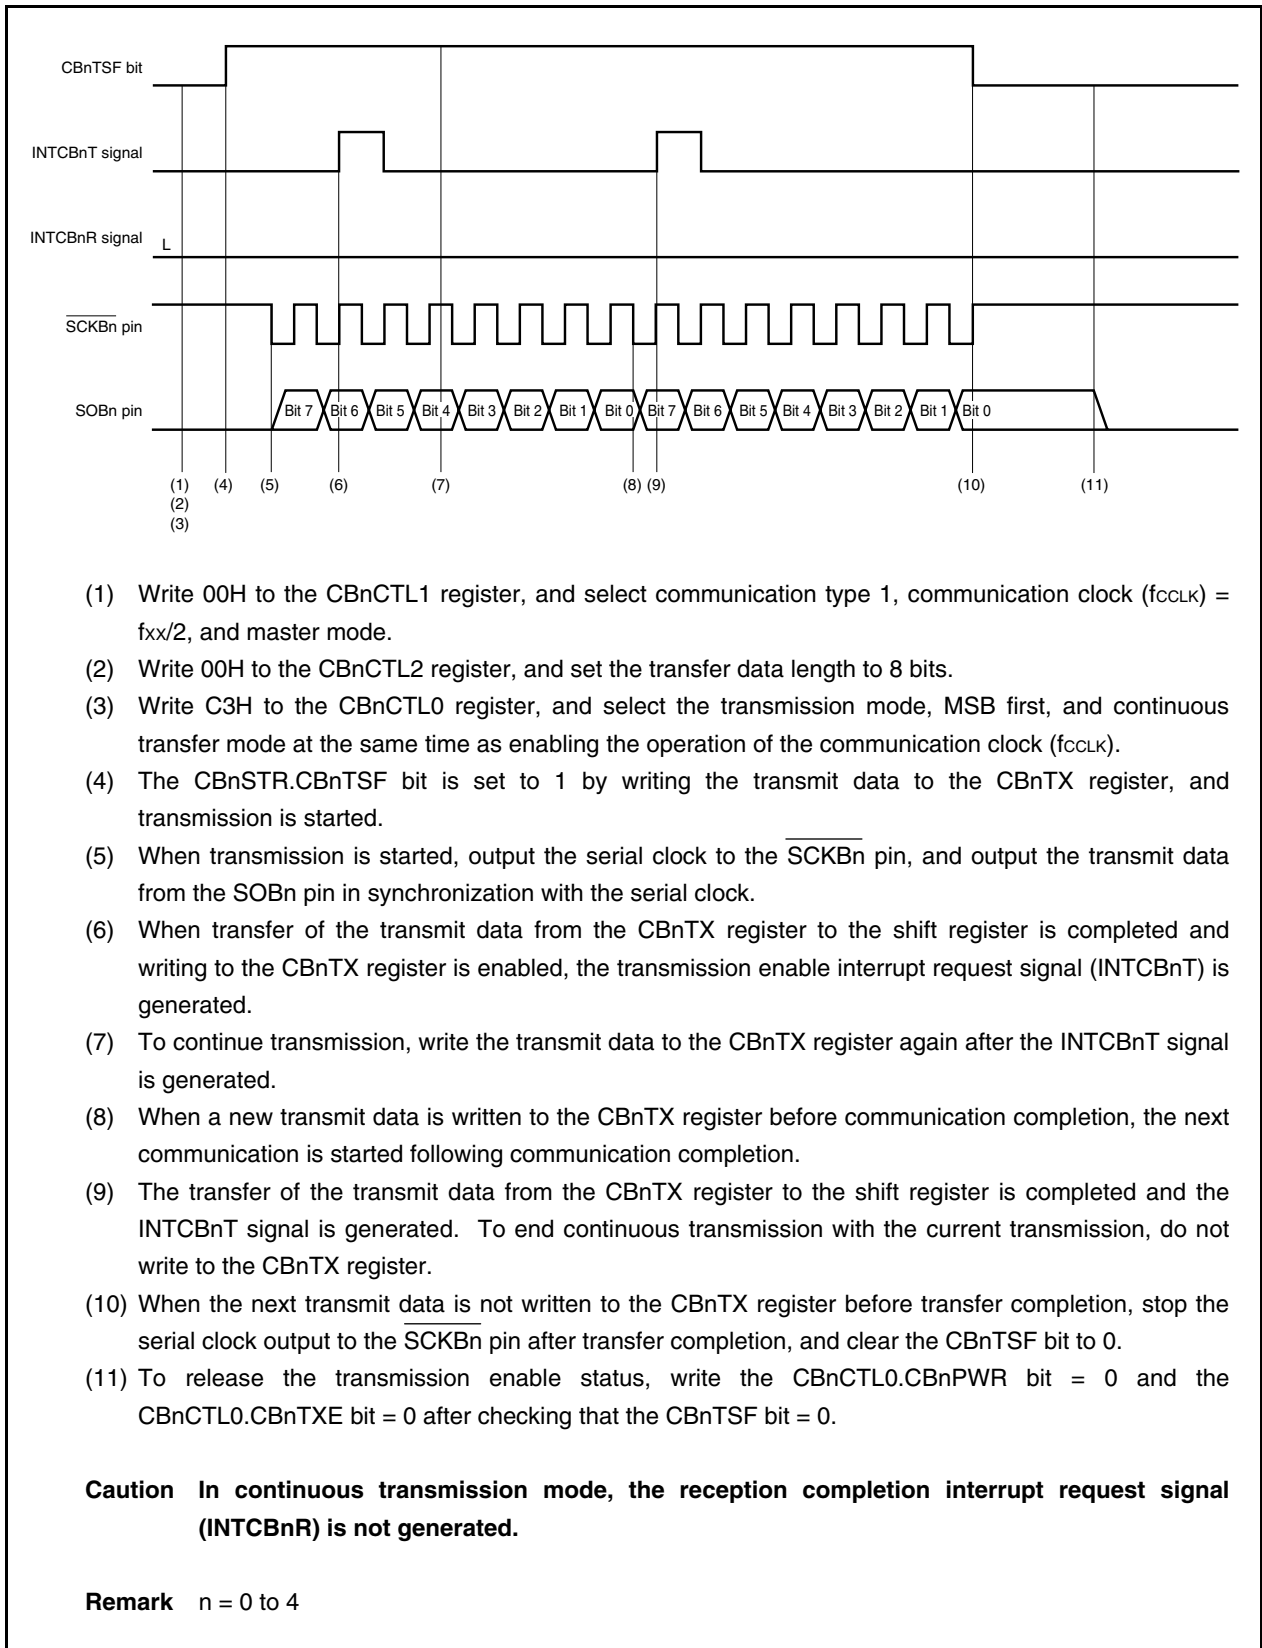 CBnTSF bit
INTCBnT signal
INTCBnR signal L
SCKBn pin
SOBn pin Bit 7 Bit 6 Bit 5 Bit 4 Bit 3 Bit 2 Bit 1 Bit 0 Bit 7 Bit 6 Bit 5 Bit 4 Bit 3 Bit 2 Bit 1 Bit 0
(1) (4) (5) (6) (7) (8) (9) (10) (11)
(2)
(3)
(1) Write 00H to the CBnCTL1 register, and select communication type 1, communication clock (fCCLK) =
fxx/2, and master mode.
(2) Write 00H to the CBnCTL2 register, and set the transfer data length to 8 bits.
(3) Write C3H to the CBnCTL0 register, and select the transmission mode, MSB first, and continuous
transfer mode at the same time as enabling the operation of the communication clock (fCCLK).
(4) The CBnSTR.CBnTSF bit is set to 1 by writing the transmit data to the CBnTX register, and
transmission is started.
(5) When transmission is started, output the serial clock to the SCKBn pin, and output the transmit data
from the SOBn pin in synchronization with the serial clock.
(6) When transfer of the transmit data from the CBnTX register to the shift register is completed and
writing to the CBnTX register is enabled, the transmission enable interrupt request signal (INTCBnT) is
generated.
(7) To continue transmission, write the transmit data to the CBnTX register again after the INTCBnT signal
is generated.
(8) When a new transmit data is written to the CBnTX register before communication completion, the next
communication is started following communication completion.
(9) The transfer of the transmit data from the CBnTX register to the shift register is completed and the
INTCBnT signal is generated. To end continuous transmission with the current transmission, do not
write to the CBnTX register.
(10) When the next transmit data is not written to the CBnTX register before transfer completion, stop the
serial clock output to the SCKBn pin after transfer completion, and clear the CBnTSF bit to 0.
(11) To release the transmission enable status, write the CBnCTL0.CBnPWR bit = 0 and the
CBnCTL0.CBnTXE bit = 0 after checking that the CBnTSF bit = 0.
Caution In continuous transmission mode, the reception completion interrupt request signal
(INTCBnR) is not generated.
Remark n = 0 to 4